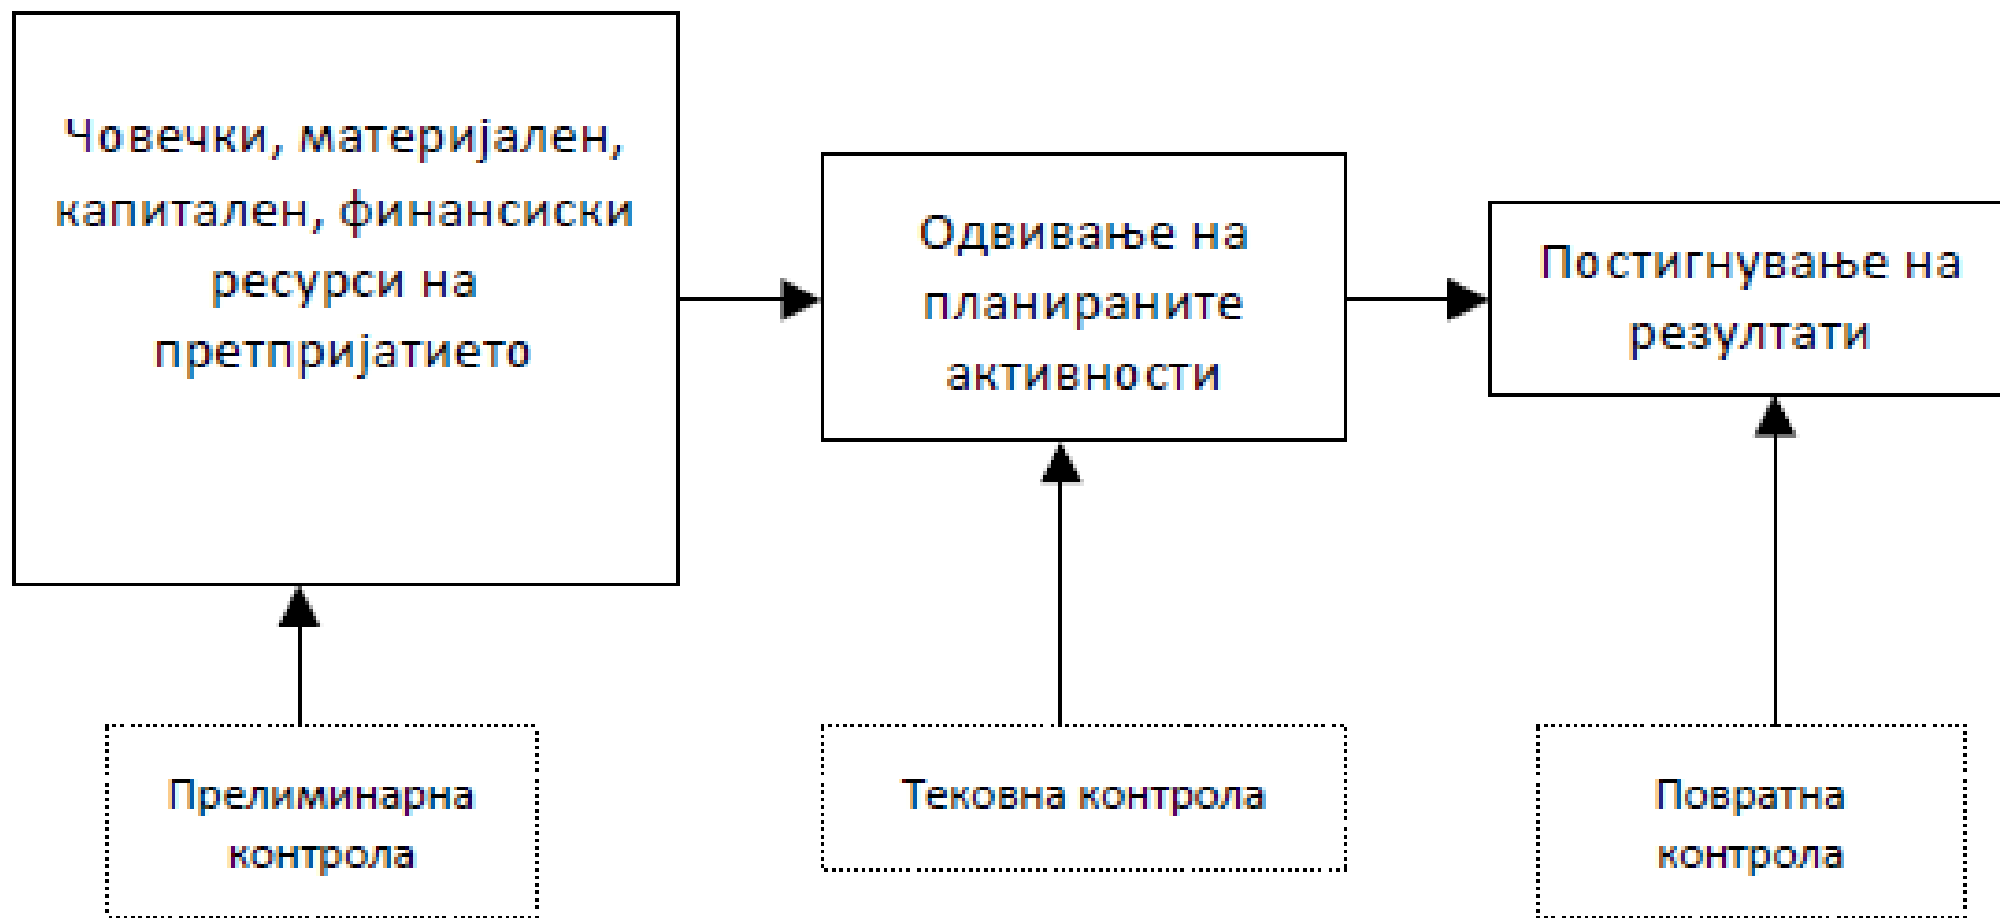 Човечки, материјален,
капитален, финансиски
ресурси на
претпријатието
Одвивање на
планираните
активности
Постигнување на
резултати
Прелиминарна
контрола
Тековна контрола
Повратна
контрола